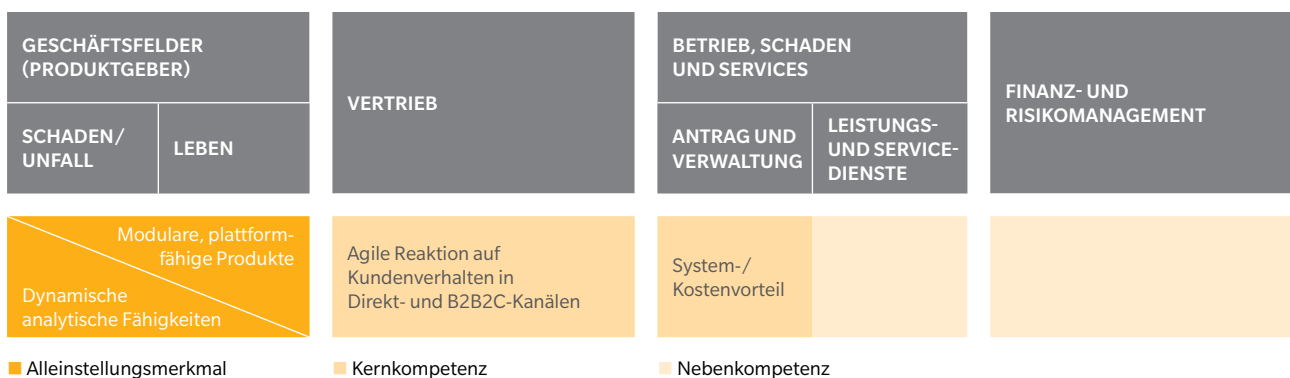 GESCHÄFTSFELDER
(PRODUKTGEBER)
SCHADEN/
UNFALL
LEBEN
VERTRIEB
BETRIEB, SCHADEN
UND SERVICES
ANTRAG UND
VERWALTUNG
LEISTUNGS-
UND SERVICE-
DIENSTE
FINANZ- UND
RISIKOMANAGEMENT
Modulare, plattform-
fähige Produkte
Dynamische
analytische Fähigkeiten
Agile Reaktion auf
Kundenverhalten in
Direkt- und B2B2C-Kanälen
System-/
Kostenvorteil
Alleinstellungsmerkmal
Kernkompetenz
Nebenkompetenz